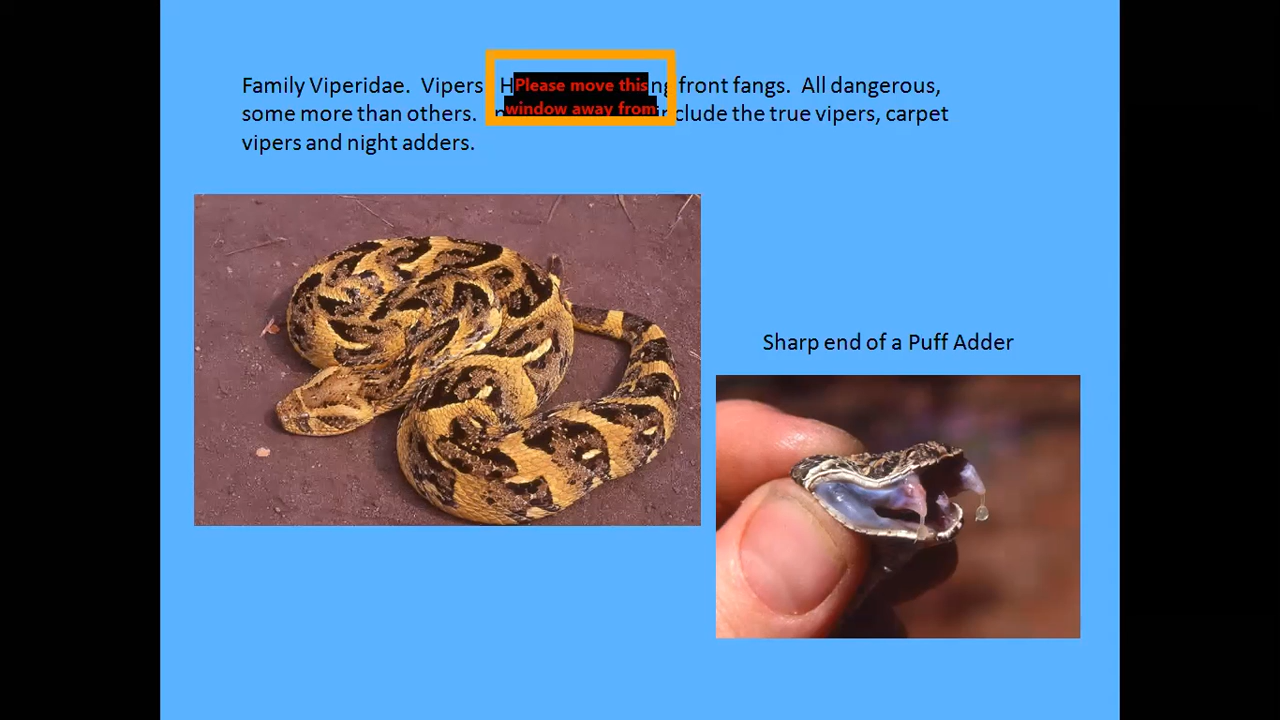 Family Viperidae. Vipers H Please move this ng front fangs. All dangerous,
some more than others. window away from clude the true vipers, carpet
vipers and night adders.
Sharp end of a Puff Adder